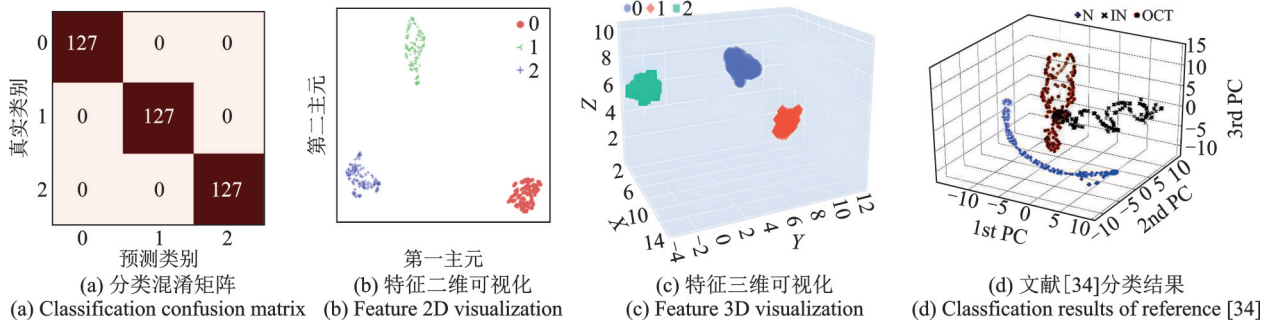 真实类别
0
1
2
127 0 0
0 127 0
0 0 127
0 1 2
预测类别
(a) 分类混淆矩阵
(a) Classification confusion matrix
第二主元
0
1
2
第一主元
(b) 特征二维可视化
(b) Feature 2D visualization
0 1 2
Z
10
8
6
4
2
2
6
10
14
X
-4 -2 0 2 4 6 8 10 12
Y
(c) 特征三维可视化
(c) Feature 3D visualization
N IN OCT
15
10
5
0
-5
-10
3rd PC
-10 -5 0 5 10
1st PC
-10 -5 0 5 10
2nd PC
(d) 文献[34]分类结果
(d) Classfication results of reference [34]